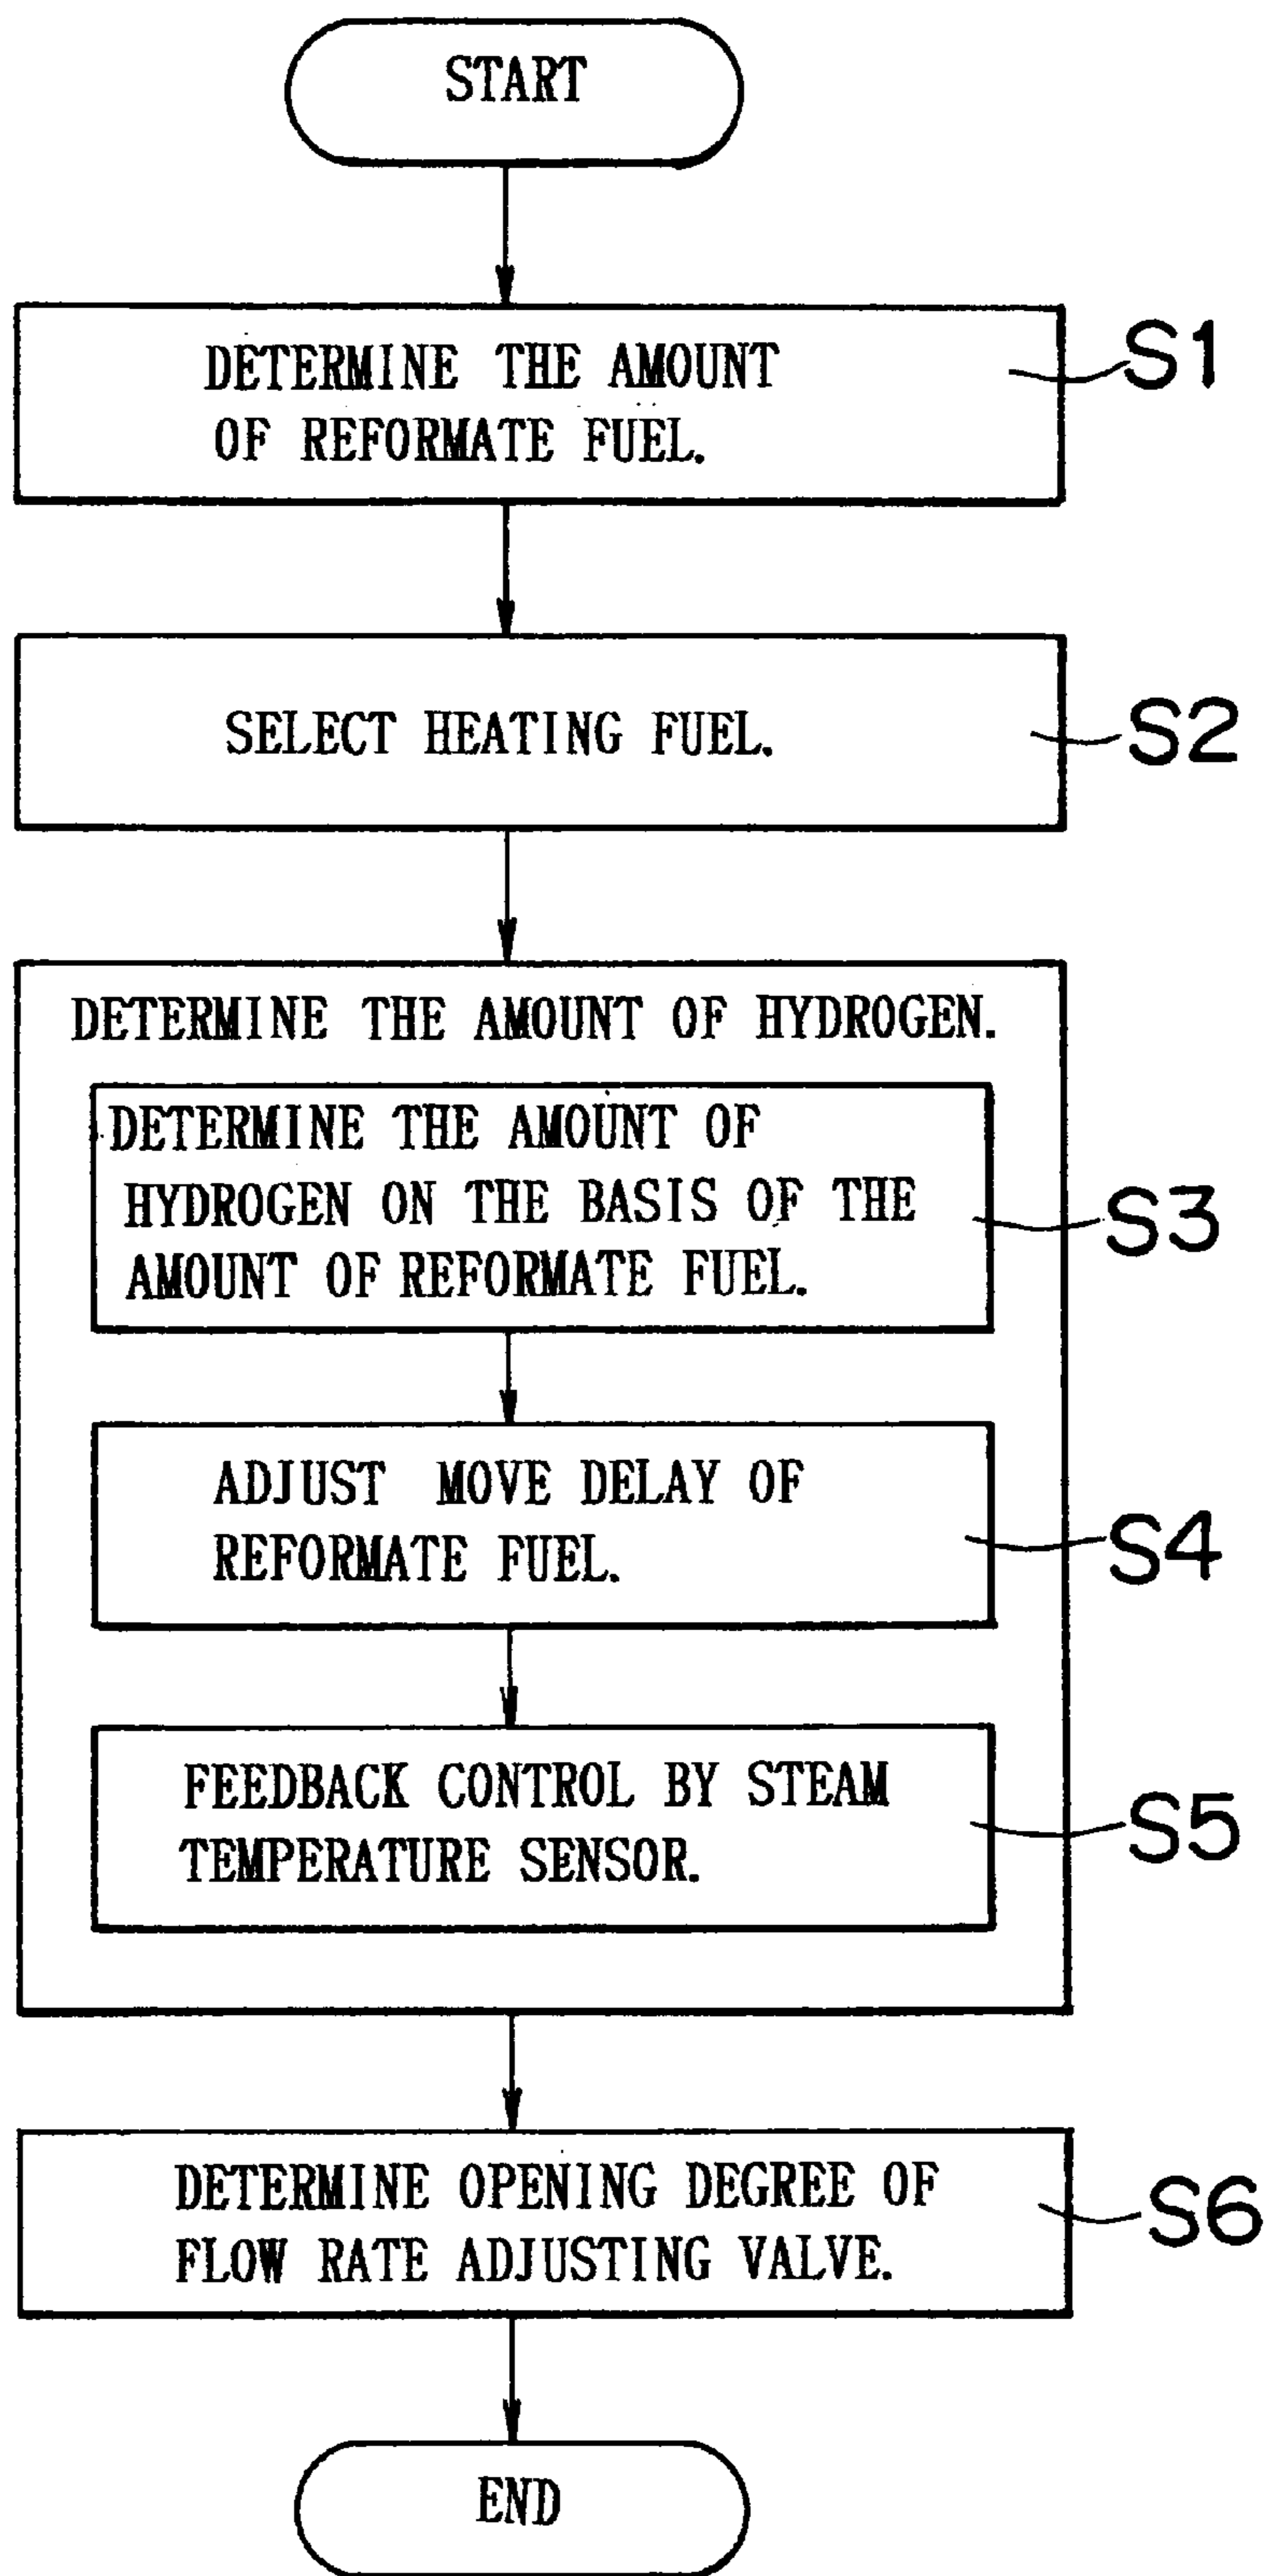 START
DETERMINE THE AMOUNT
OF REFORMATE FUEL.
S1
SELECT HEATING FUEL.
S2
DETERMINE THE AMOUNT OF HYDROGEN.
DETERMINE THE AMOUNT OF
HYDROGEN ON THE BASIS OF THE
AMOUNT OF REFORMATE FUEL.
S3
ADJUST MOVE DELAY OF
REFORMATE FUEL.
S4
FEEDBACK CONTROL BY STEAM
TEMPERATURE SENSOR.
S5
DETERMINE OPENING DEGREE OF
FLOW RATE ADJUSTING VALVE.
S6
END